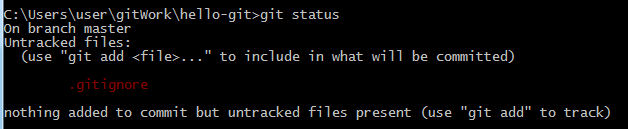 C:\Users\user\gitWork\hello-git>git status
On branch master
Untracked files:
(use "git add <file>..." to include in what will be committed)
.gitignore
nothing added to commit but untracked files present (use "git add" to track)